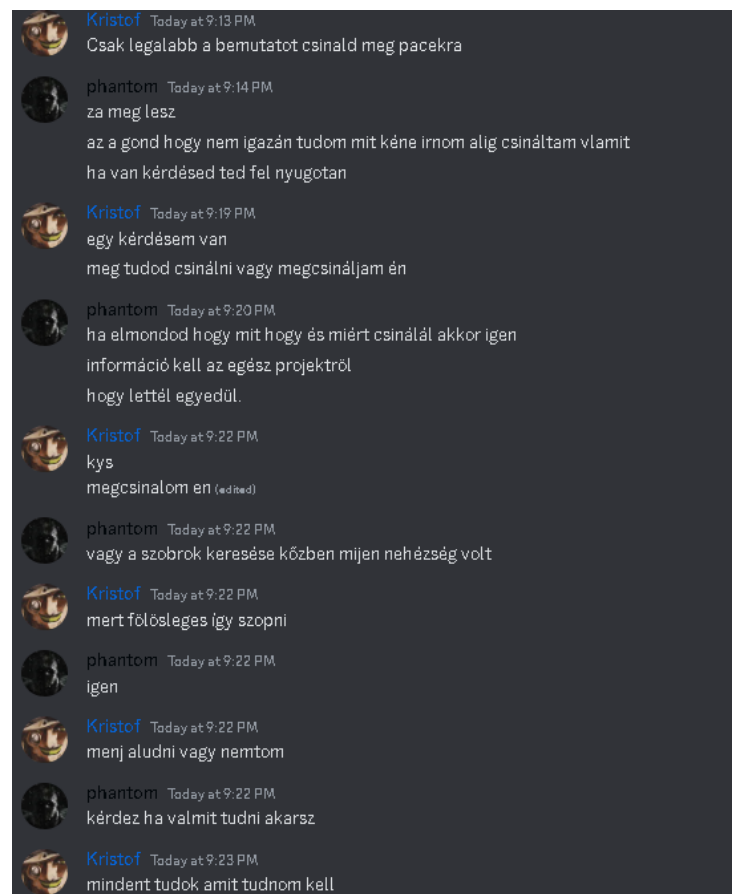 Kristof Today at 9:13 PM
Csak legalabb a bemutatot csinald meg pacekra
phantom Today at 9:14 PM
za meg lesz
az a gond hogy nem igazán tudom mit kéne irnom alig csináltam vlamit
ha van kérdésed ted fel nyugotan
Kristof Today at 9:19 PM
egy kérdésem van
meg tudod csinálni vagy megcsináljam én
phantom Today at 9:20 PM
ha elmondod hogy mit hogy és miért csinálál akkor igen
információ kell az egész projektröl
hogy lettél egyedül.
Kristof Today at 9:22 PM
kys
megcsinalom en (edited)
phantom Today at 9:22 PM
vagy a szobrok keresése kőzben mijen nehézség volt
Kristof Today at 9:22 PM
mert fölösleges így szopni
phantom Today at 9:22 PM
igen
Kristof Today at 9:22 PM
menj aludni vagy nemtom
phantom Today at 9:22 PM
kérdez ha valmit tudni akarsz
Kristof Today at 9:23 PM
mindent tudok amit tudnom kell